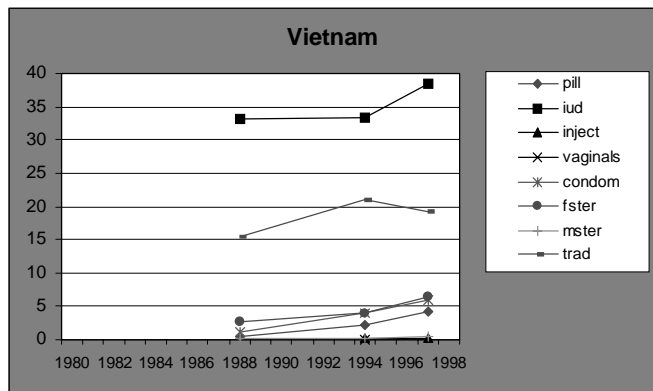 Vietnam
40
35
30
25
20
15
10
5
0
1980 1982 1984 1986 1988 1990 1992 1994 1996 1998
pill
iud
inject
vaginals
condom
fster
mster
trad